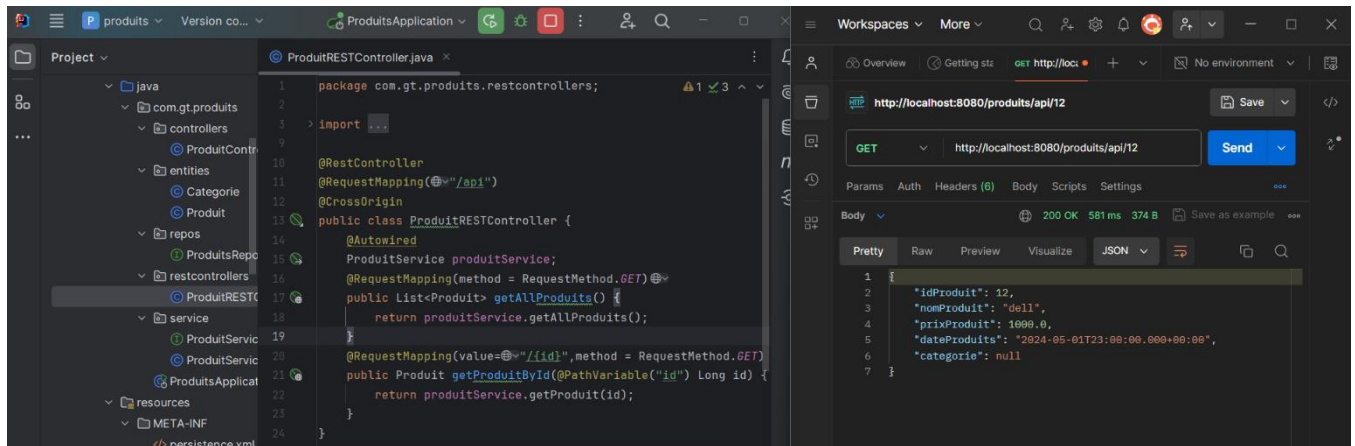 P produits Version co... ProduitsApplication
Project
java
com.gt.produits
controllers
ProduitContr
entities
Categorie
Produit
repos
ProduitsRepo
restcontrollers
ProduitREST
service
ProduitServic
ProduitServic
ProduitsApplicat
resources
META-INF
persistence.xml
ProduitRESTController.java
1 package com.gt.produits.restcontrollers; 1 3
2
3 import ...
9
10 @RestController
11 @RequestMapping("/api")
12 @CrossOrigin
13 public class ProduitRESTController {
14 @Autowired
15 ProduitService produitService;
16 @RequestMapping(method = RequestMethod.GET)
17 public List<Produit> getAllProduits() {
18 return produitService.getAllProduits();
19 }
20 @RequestMapping(value="/{id}",method = RequestMethod.GET)
21 public Produit getProduitById(@PathVariable("id") Long id) {
22 return produitService.getProduit(id);
23 }
24 }
Workspaces More
Overview Getting sta GET http://loc No environment
HTTP http://localhost:8080/produits/api/12 Save
GET http://localhost:8080/produits/api/12 Send
Params Auth Headers (6) Body Scripts Settings
Body 200 OK 581 ms 374 B Save as example
Pretty Raw Preview Visualize JSON
1 {
2 "idProduit": 12,
3 "nomProduit": "dell",
4 "prixProduit": 1000.0,
5 "dateProduits": "2024-05-01T23:00:00.000+00:00",
6 "categorie": null
7 }